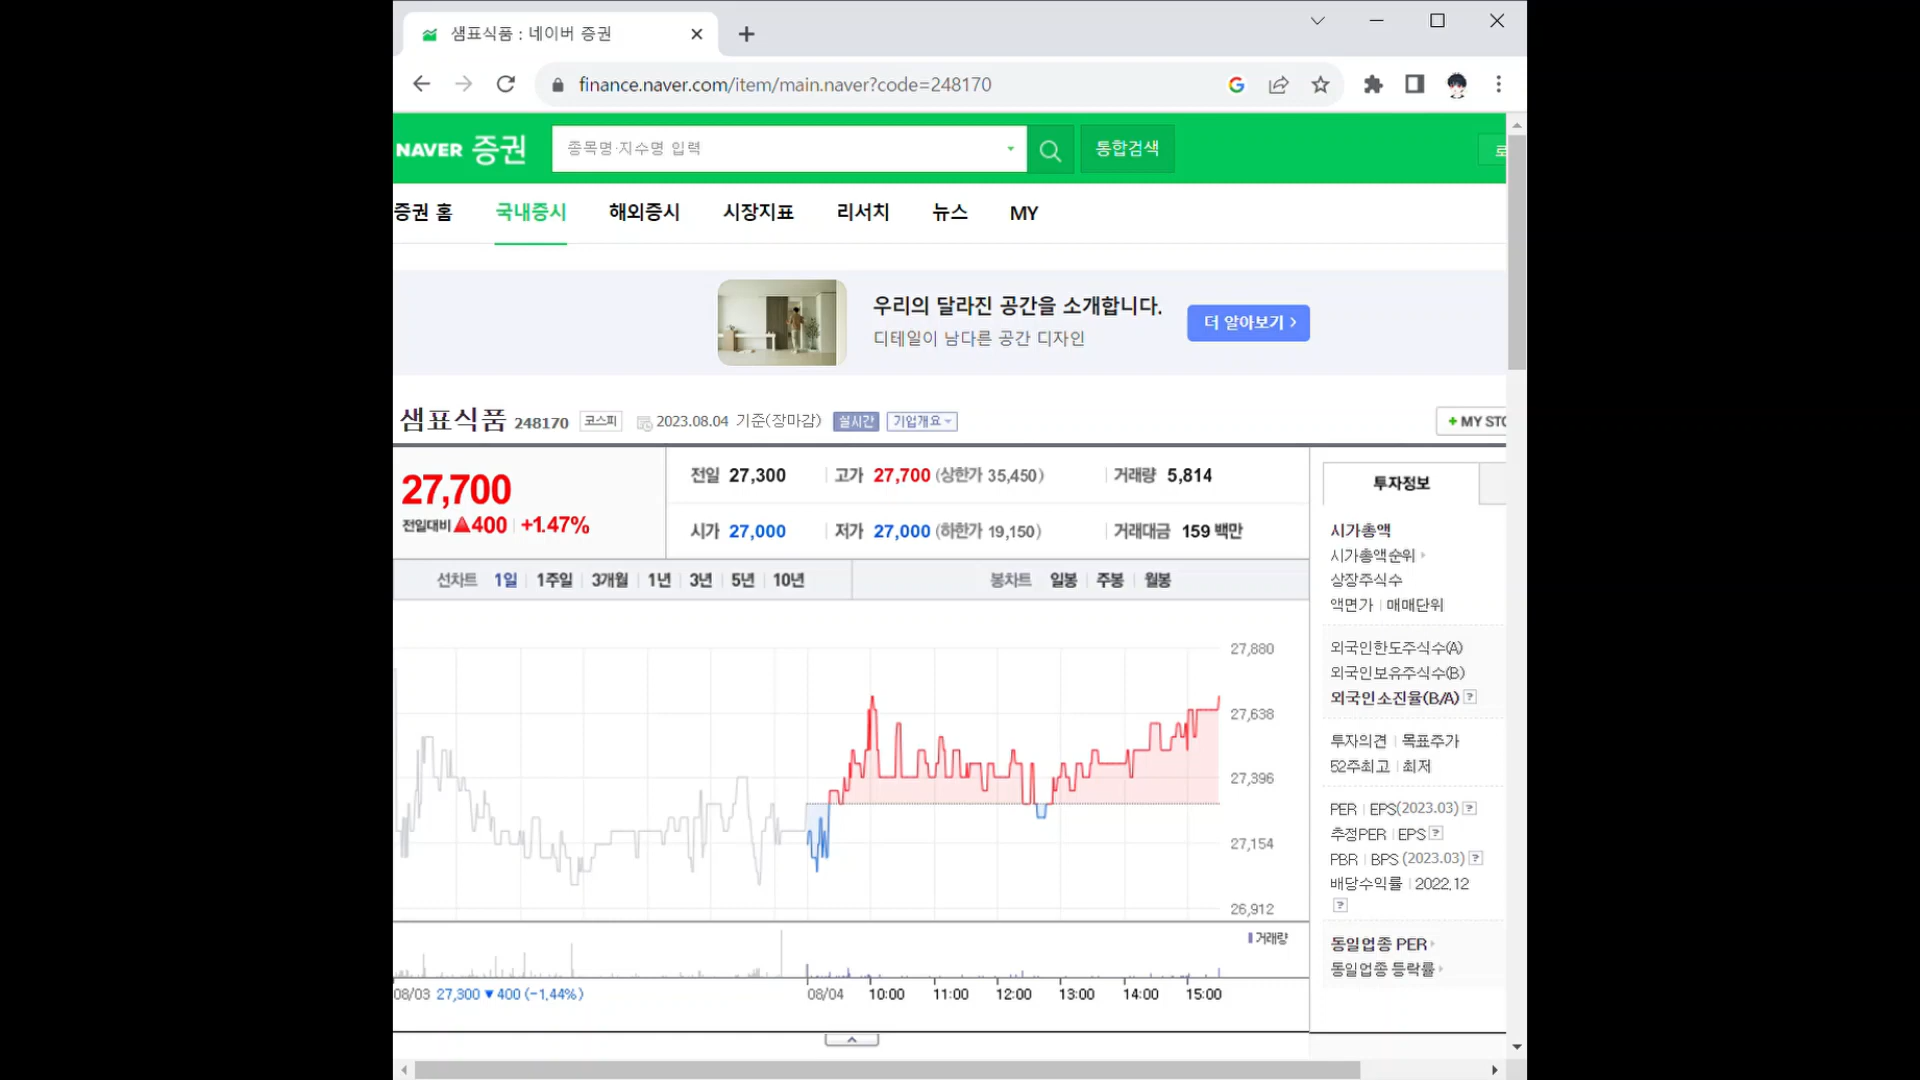 샘표식품 : 네이버 증권
finance.naver.com/item/main.naver?code=248170
NAVER 증권
종목명·지수명 입력
통합검색
증권 홈 국내증시 해외증시 시장지표 리서치 뉴스 MY
우리의 달라진 공간을 소개합니다.
디테일이 남다른 공간 디자인
더 알아보기 >
샘표식품 248170 코스피 2023.08.04 기준(장마감) 실시간 기업개요
+ MY STO
27,700
전일대비 ▲400 +1.47%
전일 27,300 고가 27,700 (상한가 35,450) 거래량 5,814
시가 27,000 저가 27,000 (하한가 19,150) 거래대금 159 백만
선차트 1일 1주일 3개월 1년 3년 5년 10년
봉차트 일봉 주봉 월봉
27,880
27,638
27,396
27,154
26,912
거래량
08/03 27,300 ▼400 (-1.44%)
08/04 10:00 11:00 12:00 13:00 14:00 15:00
투자정보
시가총액
시가총액순위
상장주식수
액면가 | 매매단위
외국인한도주식수(A)
외국인보유주식수(B)
외국인소진율(B/A) ?
투자의견 | 목표주가
52주최고 | 최저
PER | EPS(2023.03) ?
추정PER | EPS ?
PBR | BPS (2023.03) ?
배당수익률 | 2022.12
?
동일업종 PER
동일업종 등락률